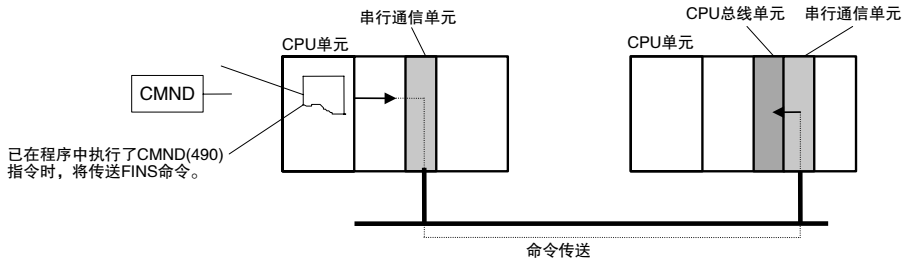 串行通信单元
CPU单元
CMND
已在程序中执行了CMND(490)
指令时，将传送FINS命令。
CPU总线单元
串行通信单元
CPU单元
命令传送